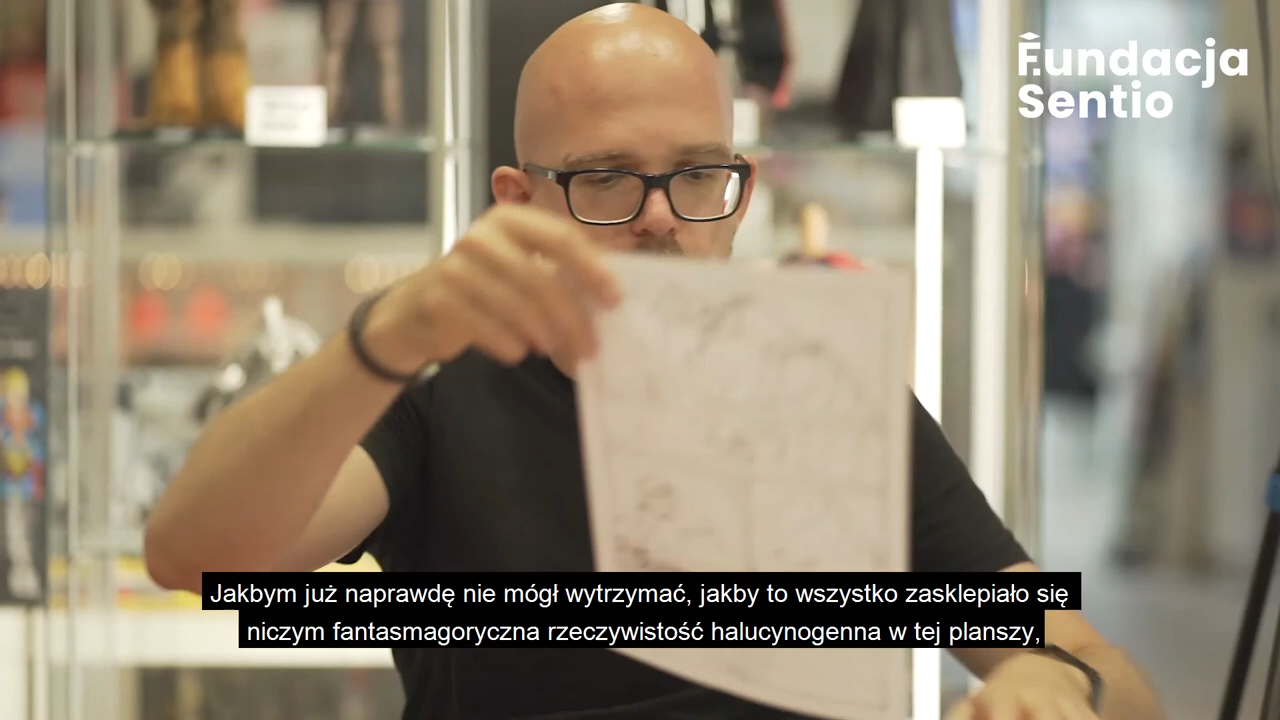 Fundacja
Sentio
Jakbym już naprawdę nie mógł wytrzymać, jakby to wszystko zasklepiało się
niczym fantasmagoryczna rzeczywistość halucynogenna w tej planszy,